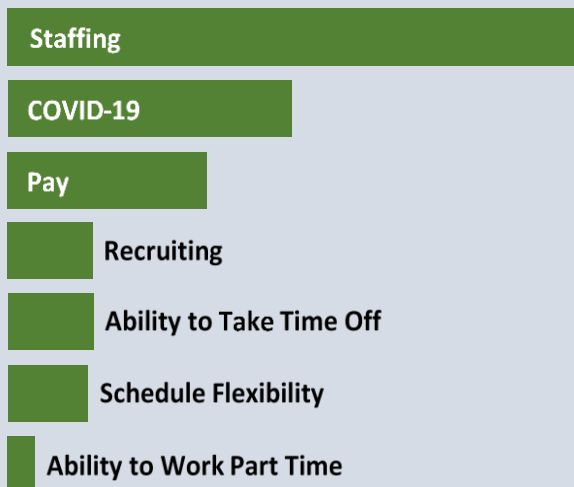 Staffing
COVID-19
Pay
Recruiting
Ability to Take Time Off
Schedule Flexibility
Ability to Work Part Time